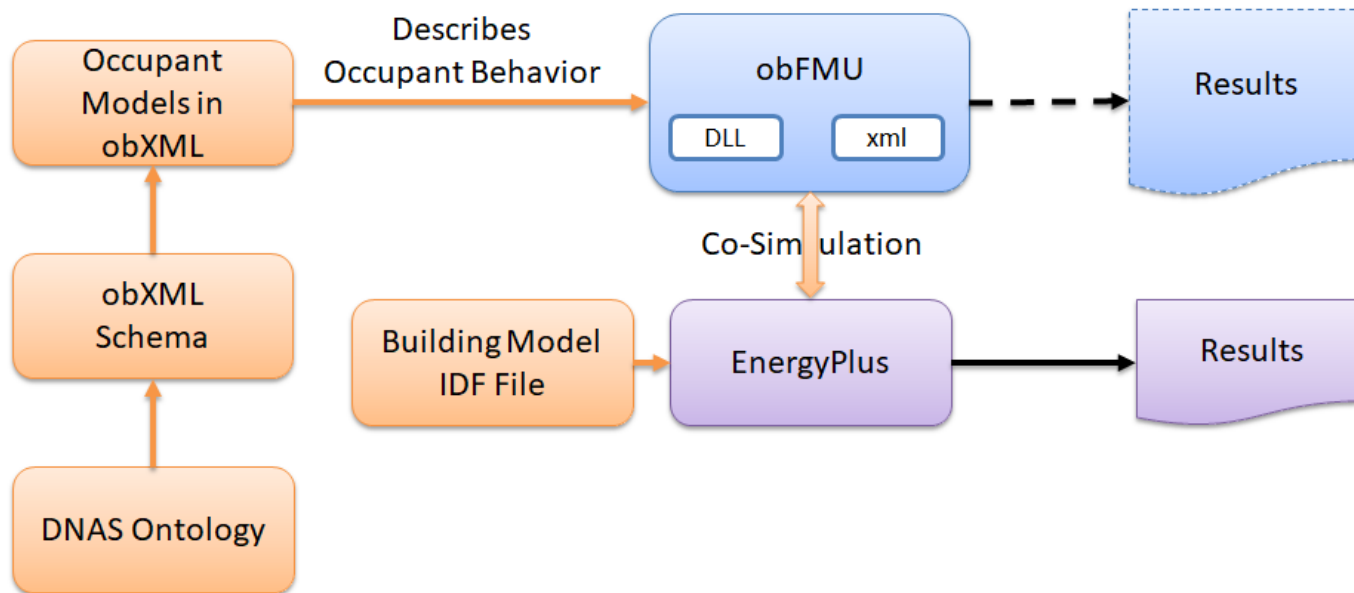 Occupant
Models in
obXML
Describes
Occupant Behavior
obFMU
DLL
xml
Results
Co-Simulation
obXML
Schema
Building Model
IDF File
EnergyPlus
Results
DNAS Ontology